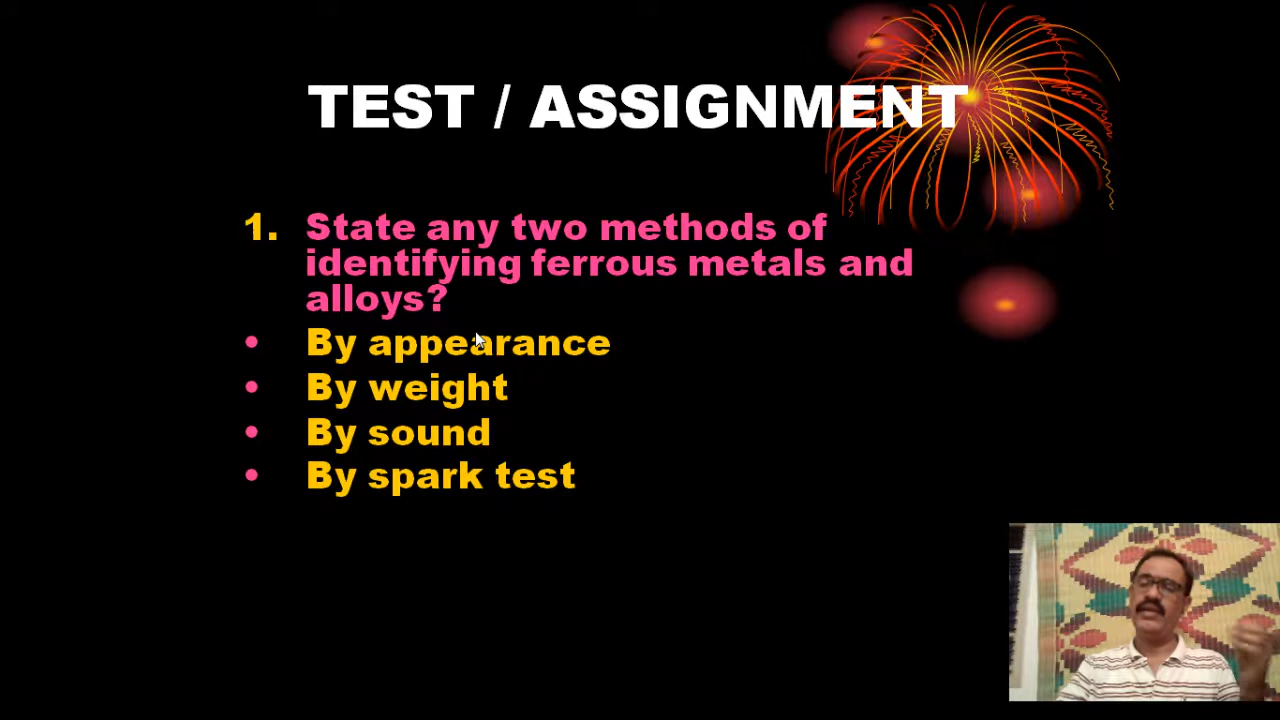 TEST / ASSIGNMENT
1. State any two methods of
identifying ferrous metals and
alloys?
• By appearance
• By weight
• By sound
• By spark test